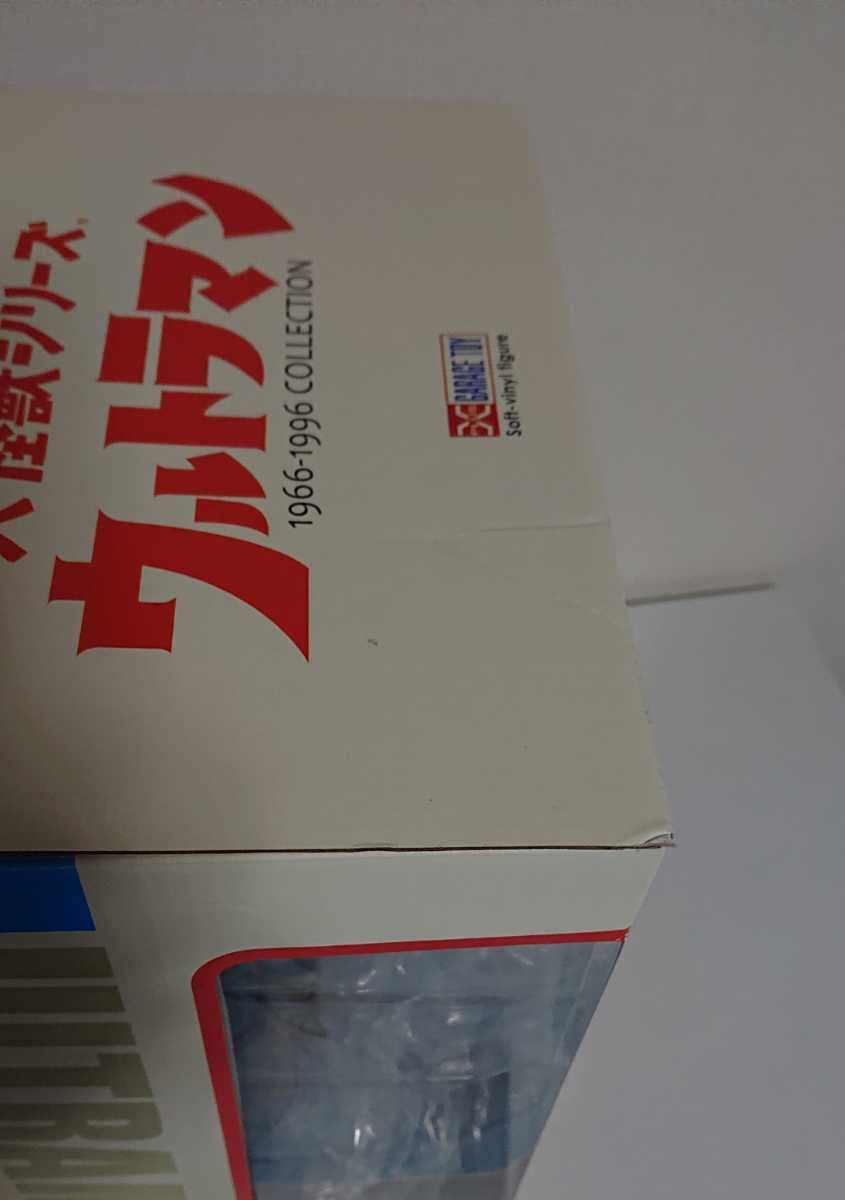 怪獣シリーズ
ウルトラマン
1966-1996 COLLECTION
GARAGE TOY
Soft-vinyl figure